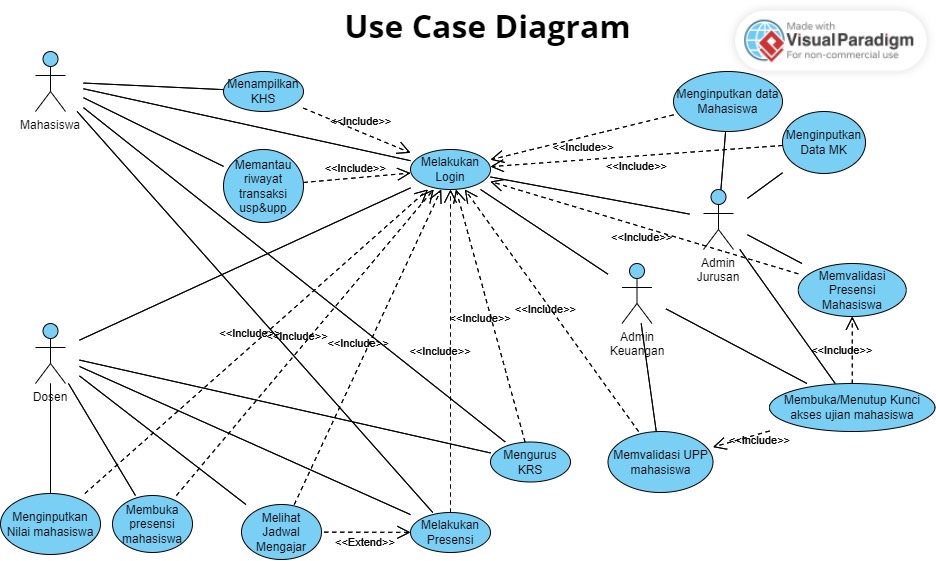 Use Case Diagram
Made with
Visual Paradigm
For non-commercial use
Mahasiswa
Menampilkan
KHS
<<Include>>
Menginputkan data
Mahasiswa
Menginputkan
Data MK
<<Include>>
<<Include>>
Melakukan
Login
Memantau
riwayat
transaksi
usp&upp
<<Include>>
<<Include>>
Admin
Jurusan
Memvalidasi
Presensi
Mahasiswa
Admin
Keuangan
<<Include>>
<<Include>>
<<Include>>
<<Include>>
<<Include>>
<<Include>>
<<Include>>
<<Include>>
Dosen
Membuka/Menutup Kunci
akses ujian mahasiswa
<<Include>>
Mengurus
KRS
Memvalidasi UPP
mahasiswa
Menginputkan
Nilai mahasiswa
Membuka
presensi
mahasiswa
Melihat
Jadwal
Mengajar
<<Extend>>
Melakukan
Presensi